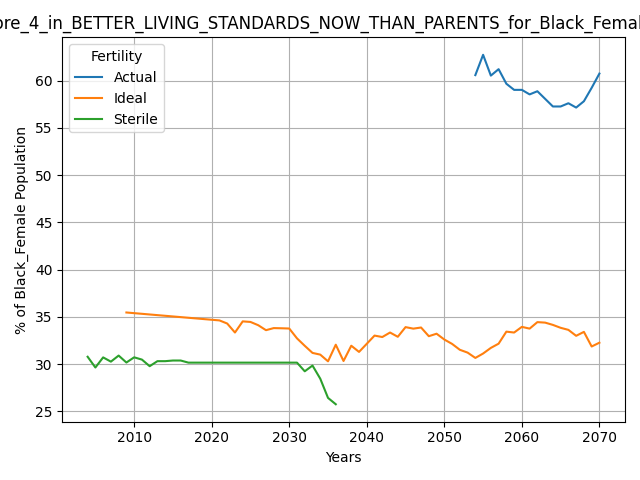 ore_4_in_BETTER_LIVING_STANDARDS_NOW_THAN_PARENTS_for_Black_Femal
Fertility
Actual
Ideal
Sterile
% of Black_Female Population
60
55
50
45
40
35
30
25
2010 2020 2030 2040 2050 2060 2070
Years